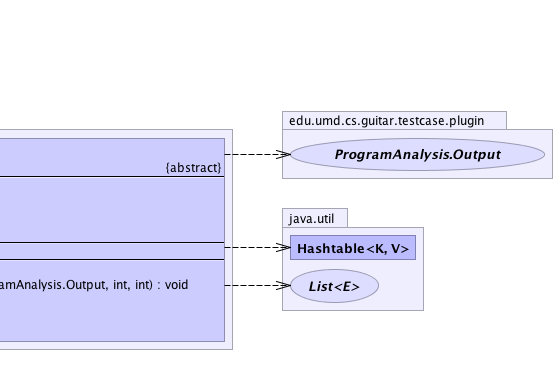 edu.umd.cs.guitar.testcase.plugin
ProgramAnalysis.Output
{abstract}
java.util
Hashtable<K, V>
amAnalysis.Output, int, int) : void
List<E>